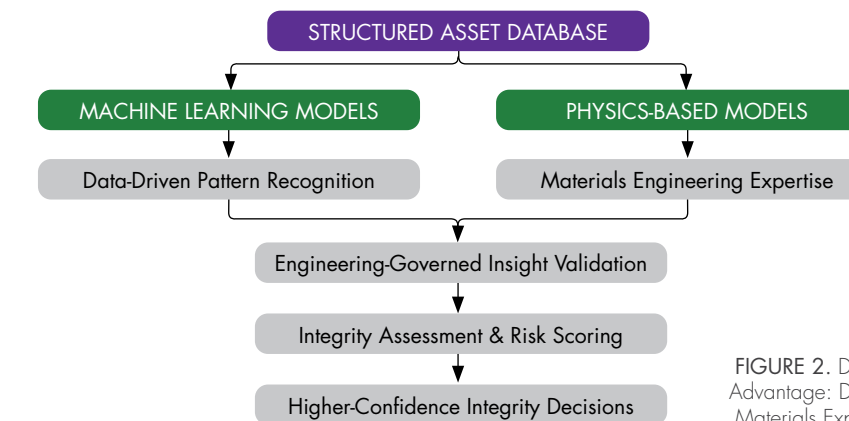 STRUCTURED ASSET DATABASE
MACHINE LEARNING MODELS
PHYSICS-BASED MODELS
Data-Driven Pattern Recognition
Materials Engineering Expertise
Engineering-Governed Insight Validation
Integrity Assessment & Risk Scoring
Higher-Confidence Integrity Decisions
FIGURE 2.
Advantage:
Materials